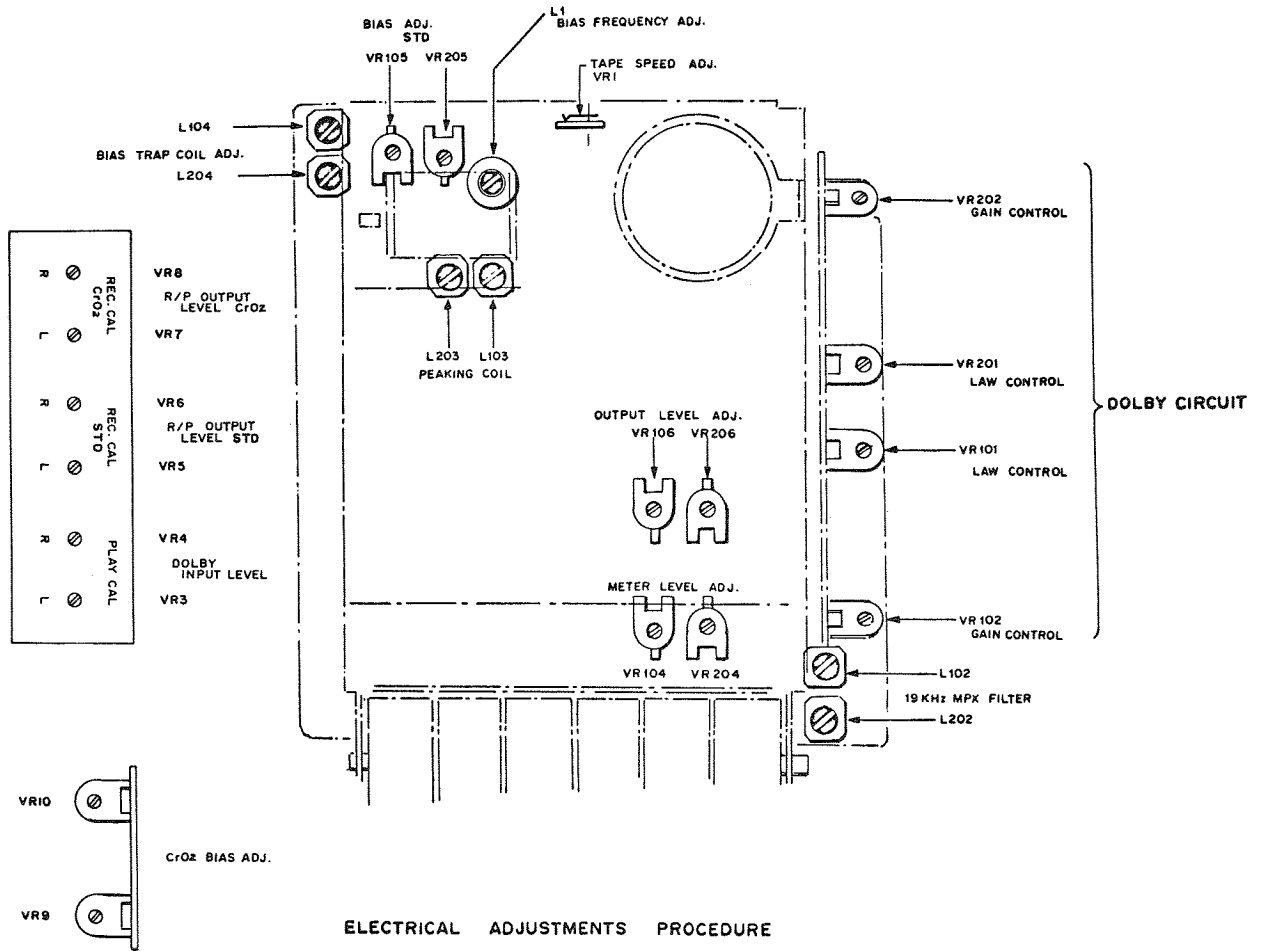 L1
BIAS FREQUENCY ADJ.
BIAS ADJ.
STD
VR105 VR205
TAPE SPEED ADJ.
VR1
L104
BIAS TRAP COIL ADJ.
L204
VR202
GAIN CONTROL
R
L
REC. CAL
CrO2
VR8
R/P OUTPUT
LEVEL CrO2
VR7
R
L
REC. CAL
STD
VR6
R/P OUTPUT
LEVEL STD
VR5
R
L
PLAY CAL
VR4
DOLBY
INPUT LEVEL
VR3
L203 L103
PEAKING COIL
VR201
LAW CONTROL
DOLBY CIRCUIT
OUTPUT LEVEL ADJ.
VR106 VR206
VR101
LAW CONTROL
METER LEVEL ADJ.
VR104 VR204
VR102
GAIN CONTROL
L102
19KHz MPX FILTER
L202
VR10
CrO2 BIAS ADJ.
VR9
ELECTRICAL ADJUSTMENTS PROCEDURE